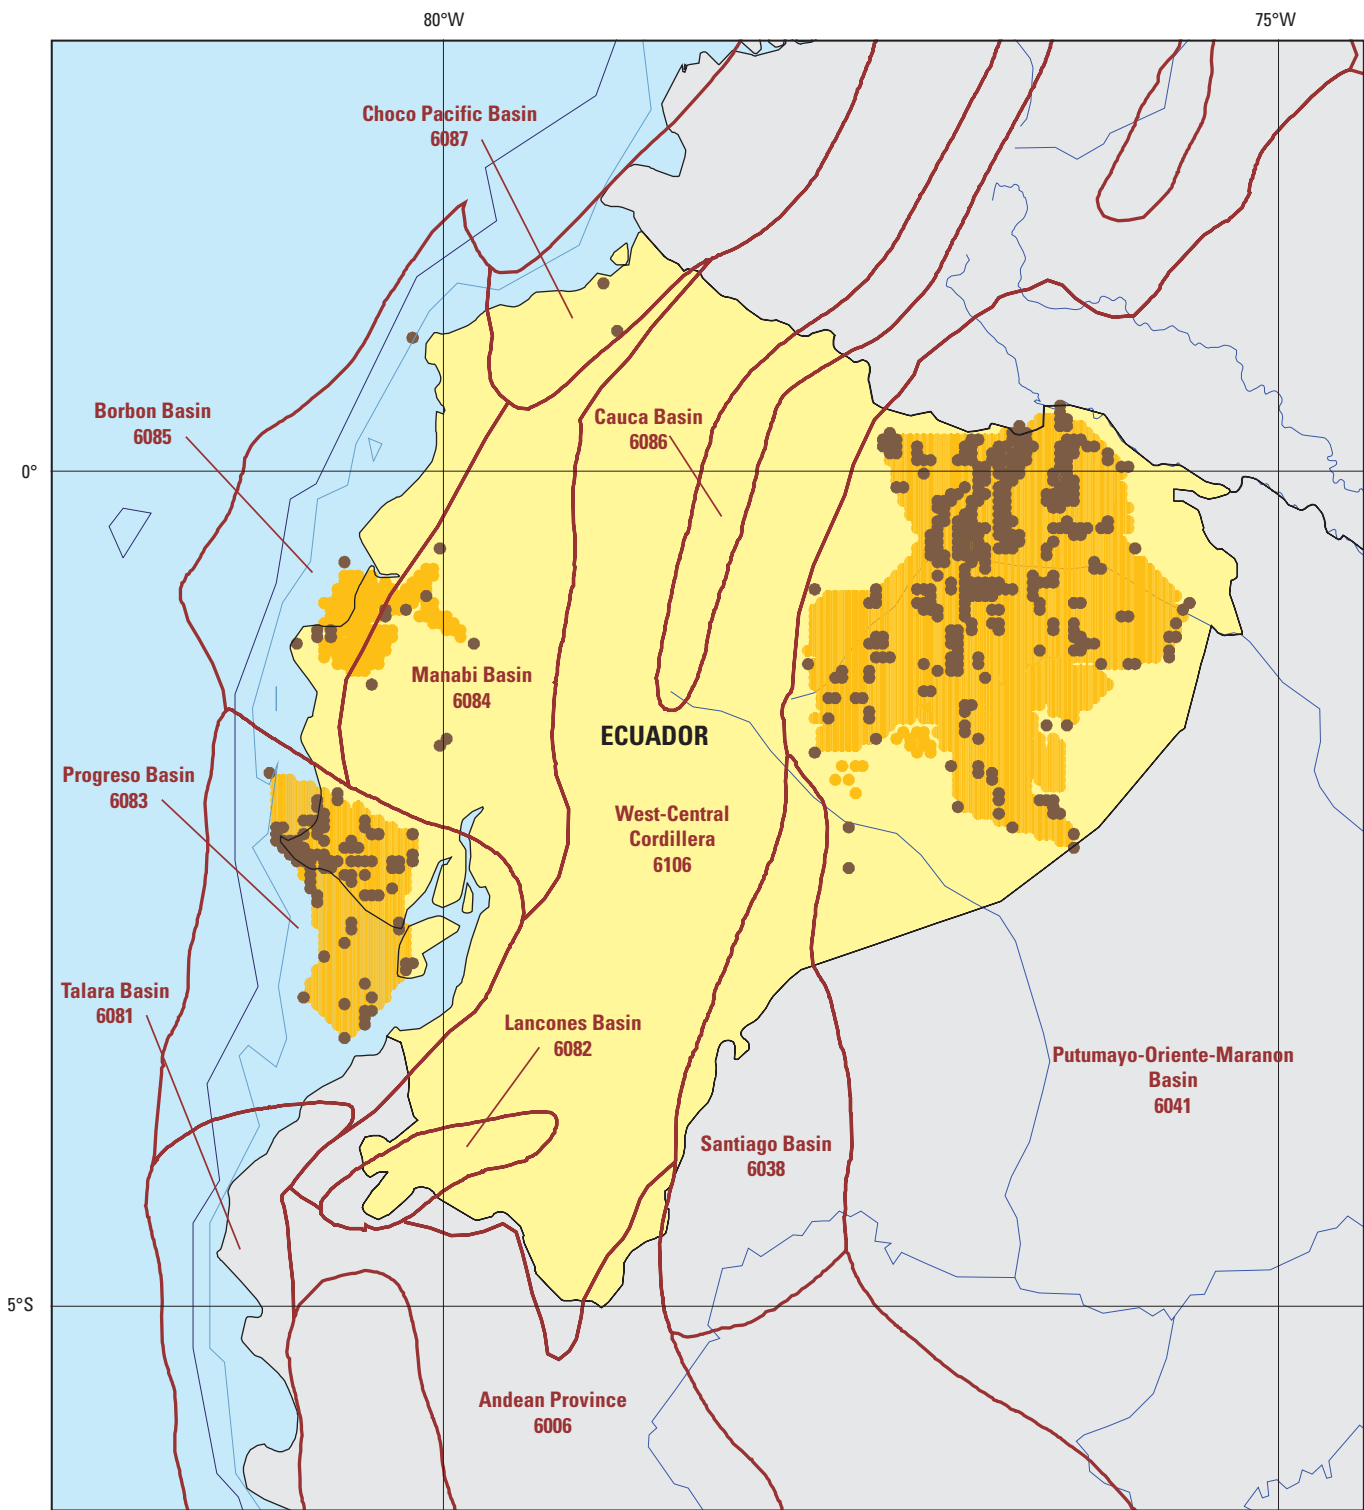 80°W
75°W
Choco Pacific Basin
6087
Borbon Basin
6085
Cauca Basin
6086
0°
Manabi Basin
6084
ECUADOR
Progreso Basin
6083
West-Central
Cordillera
6106
Talara Basin
6081
Lancones Basin
6082
Putumayo-Oriente-Maranon
Basin
6041
Santiago Basin
6038
5°S
Andean Province
6006